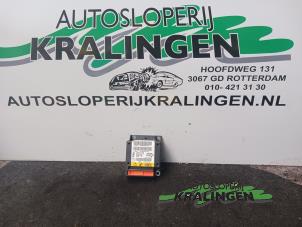 AUTOSLOPERIJ
KRALINGEN
HOOFDWEG 131
3067 GD ROTTERDAM
010- 421 31 30
AUTOSLOPERIJKRALINGEN.NL
AUTOSLOPERIJ
KRALINGEN